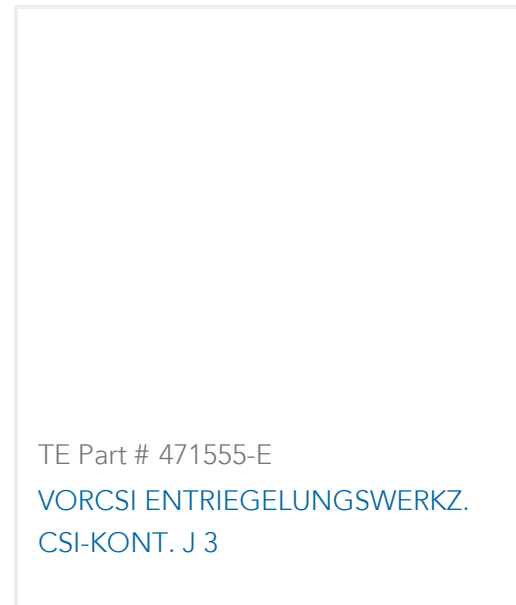 TE Part # 471555-E
VORCSI ENTRIEGELUNGSWERKZ.
CSI-KONT. J 3